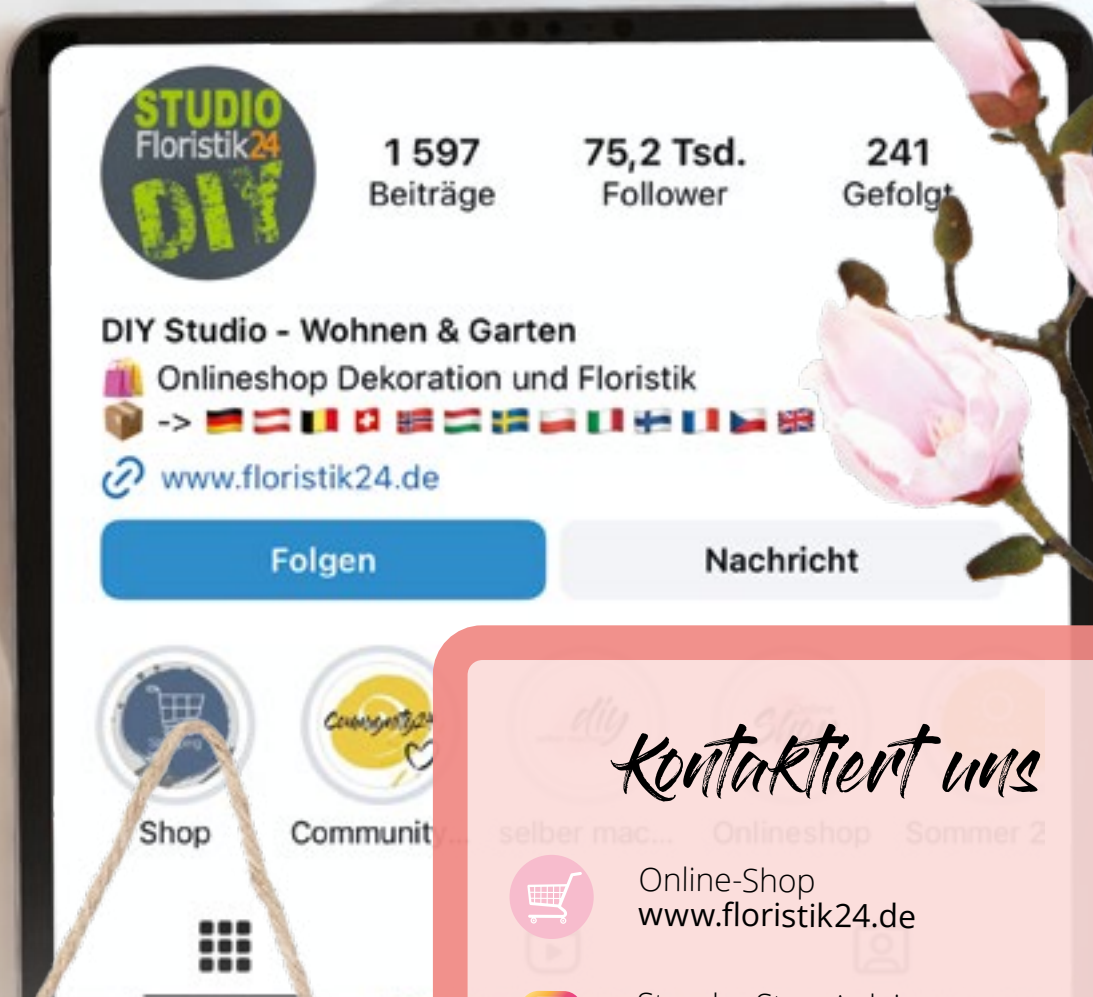 STUDIO
Floristik24
DIY
1 597
Beiträge
75,2 Tsd.
Follower
241
Gefolgt
DIY Studio - Wohnen & Garten
Onlineshop Dekoration und Floristik
->
www.floristik24.de
Folgen
Nachricht
Community24
diy
Shop
Community...
selber mac...
Onlineshop
Sommer 2
Kontaktiert uns
Online-Shop
www.floristik24.de